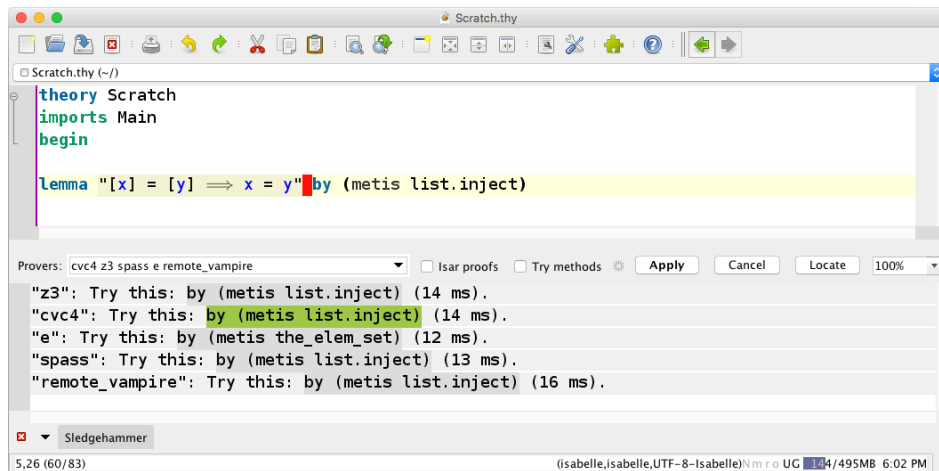 Scratch.thy
Scratch.thy (~/)
theory Scratch
imports Main
begin
lemma "[x] = [y] ⟹ x = y" by (metis list.inject)
Provers: cvc4 z3 spass e remote_vampire Isar proofs Try methods Apply Cancel Locate 100%
"z3": Try this: by (metis list.inject) (14 ms).
"cvc4": Try this: by (metis list.inject) (14 ms).
"e": Try this: by (metis the_elem_set) (12 ms).
"spass": Try this: by (metis list.inject) (13 ms).
"remote_vampire": Try this: by (metis list.inject) (16 ms).
Sledgehammer
5,26 (60/83) (isabelle,isabelle,UTF-8-Isabelle)N m r o UG 144/495MB 6:02 PM